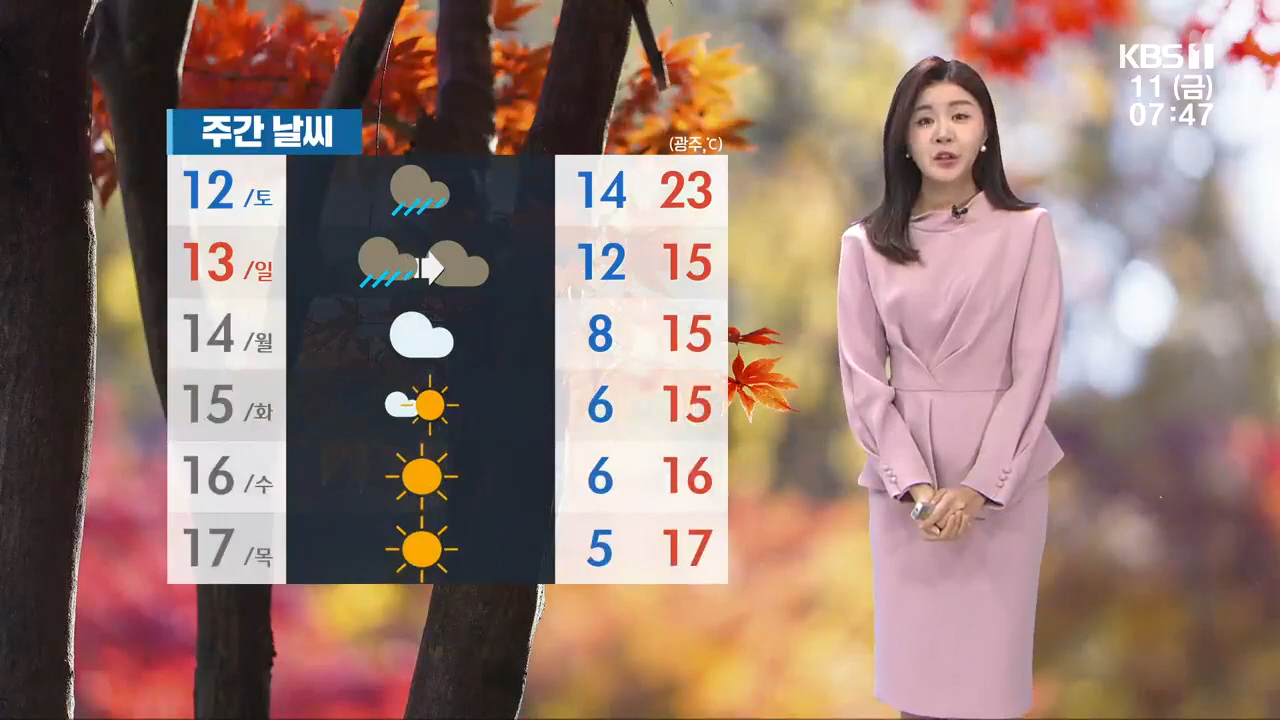 KBS 1
11 (금)
07:47
주간 날씨
(광주,℃)
12 /토 14 23
13 /일 12 15
14 /월 8 15
15 /화 6 15
16 /수 6 16
17 /목 5 17